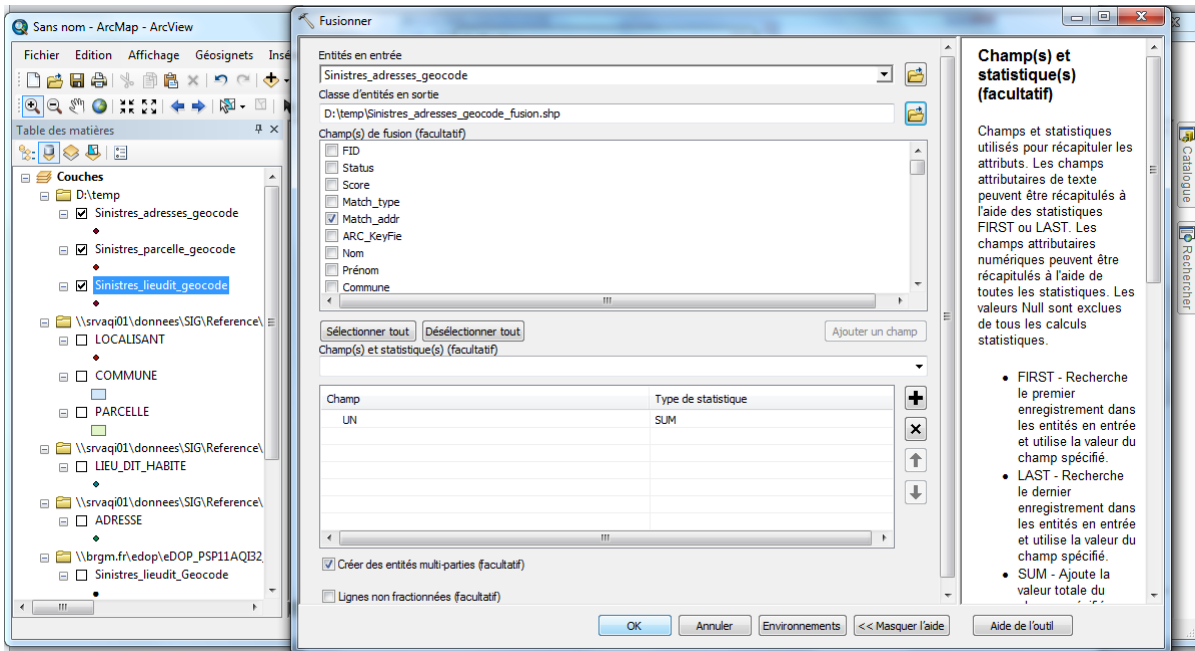 Sans nom - ArcMap - ArcView
Fichier Edition Affichage Géosignets Insé
Table des matières
Couches
D:\temp
Sinistres_adresses_geocode
Sinistres_parcelle_geocode
Sinistres_lieudit_geocode
\\srvaqi01\donnees\SIG\Reference\
LOCALISANT
COMMUNE
PARCELLE
\\srvaqi01\donnees\SIG\Reference\
LIEU_DIT_HABITE
\\srvaqi01\donnees\SIG\Reference\
ADRESSE
\\brgm.fr\edop\eDOP_PSP11AQI32_
Sinistres_lieudit_Geocode
Fusionner
Entités en entrée
Sinistres_adresses_geocode
Classe d'entités en sortie
D:\temp\Sinistres_adresses_geocode_fusion.shp
Champ(s) de fusion (facultatif)
FID
Status
Score
Match_type
Match_addr
ARC_KeyFie
Nom
Prénom
Commune
Sélectionner tout Désélectionner tout Ajouter un champ
Champ(s) et statistique(s) (facultatif)
Champ Type de statistique
UN SUM
Créer des entités multi-parties (facultatif)
Lignes non fractionnées (facultatif)
OK Annuler Environnements << Masquer l'aide Aide de l'outil
Champ(s) et
statistique(s)
(facultatif)
Champs et statistiques
utilisés pour récapituler les
attributs. Les champs
attributaires de texte
peuvent être récapitulés à
l'aide des statistiques
FIRST ou LAST. Les
champs attributaires
numériques peuvent être
récapitulés à l'aide de
toutes les statistiques. Les
valeurs Null sont exclues
de tous les calculs
statistiques.
• FIRST - Recherche
le premier
enregistrement dans
les entités en entrée
et utilise la valeur du
champ spécifié.
• LAST - Recherche
le dernier
enregistrement dans
les entités en entrée
et utilise la valeur du
champ spécifié.
• SUM - Ajoute la
valeur totale du
Catalogue
Rechercher